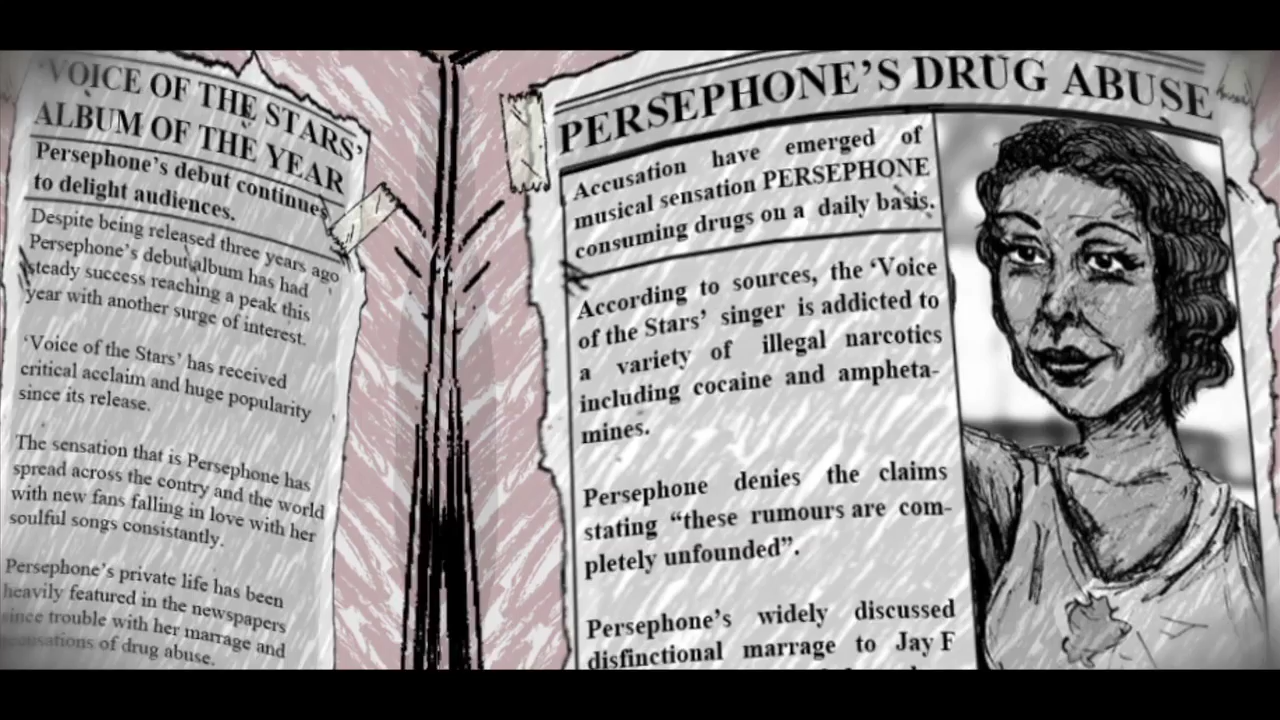 'VOICE OF THE STARS'
ALBUM OF THE YEAR
Persephone's debut continues
to delight audiences.
Despite being released three years ago
Persephone's debut album has had
steady success reaching a peak this
year with another surge of interest.
'Voice of the Stars' has received
critical acclaim and huge popularity
since its release.
The sensation that is Persephone has
spread across the contry and the world
with new fans falling in love with her
soulful songs consistantly.
Persephone's private life has been
heavily featured in the newspapers
since trouble with her marrage and
accusations of drug abuse.
PERSEPHONE'S DRUG ABUSE
Accusation have emerged of
musical sensation PERSEPHONE
consuming drugs on a daily basis.
According to sources, the 'Voice
of the Stars' singer is addicted to
a variety of illegal narcotics
including cocaine and ampheta-
mines.
Persephone denies the claims
stating "these rumours are com-
pletely unfounded".
Persephone's widely discussed
disfinctional marrage to Jay F